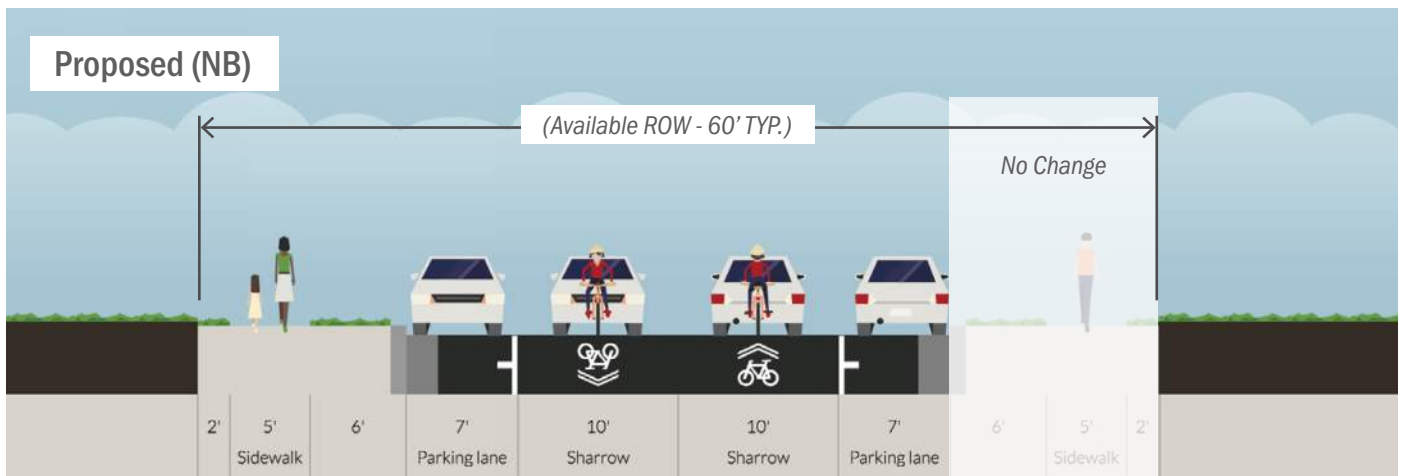 Proposed (NB)
(Available ROW - 60' TYP.)
No Change
2' 5' 6' 7' 10' 10' 7' 6' 5' 2'
Sidewalk Parking lane Sharrow Sharrow Parking lane Sidewalk